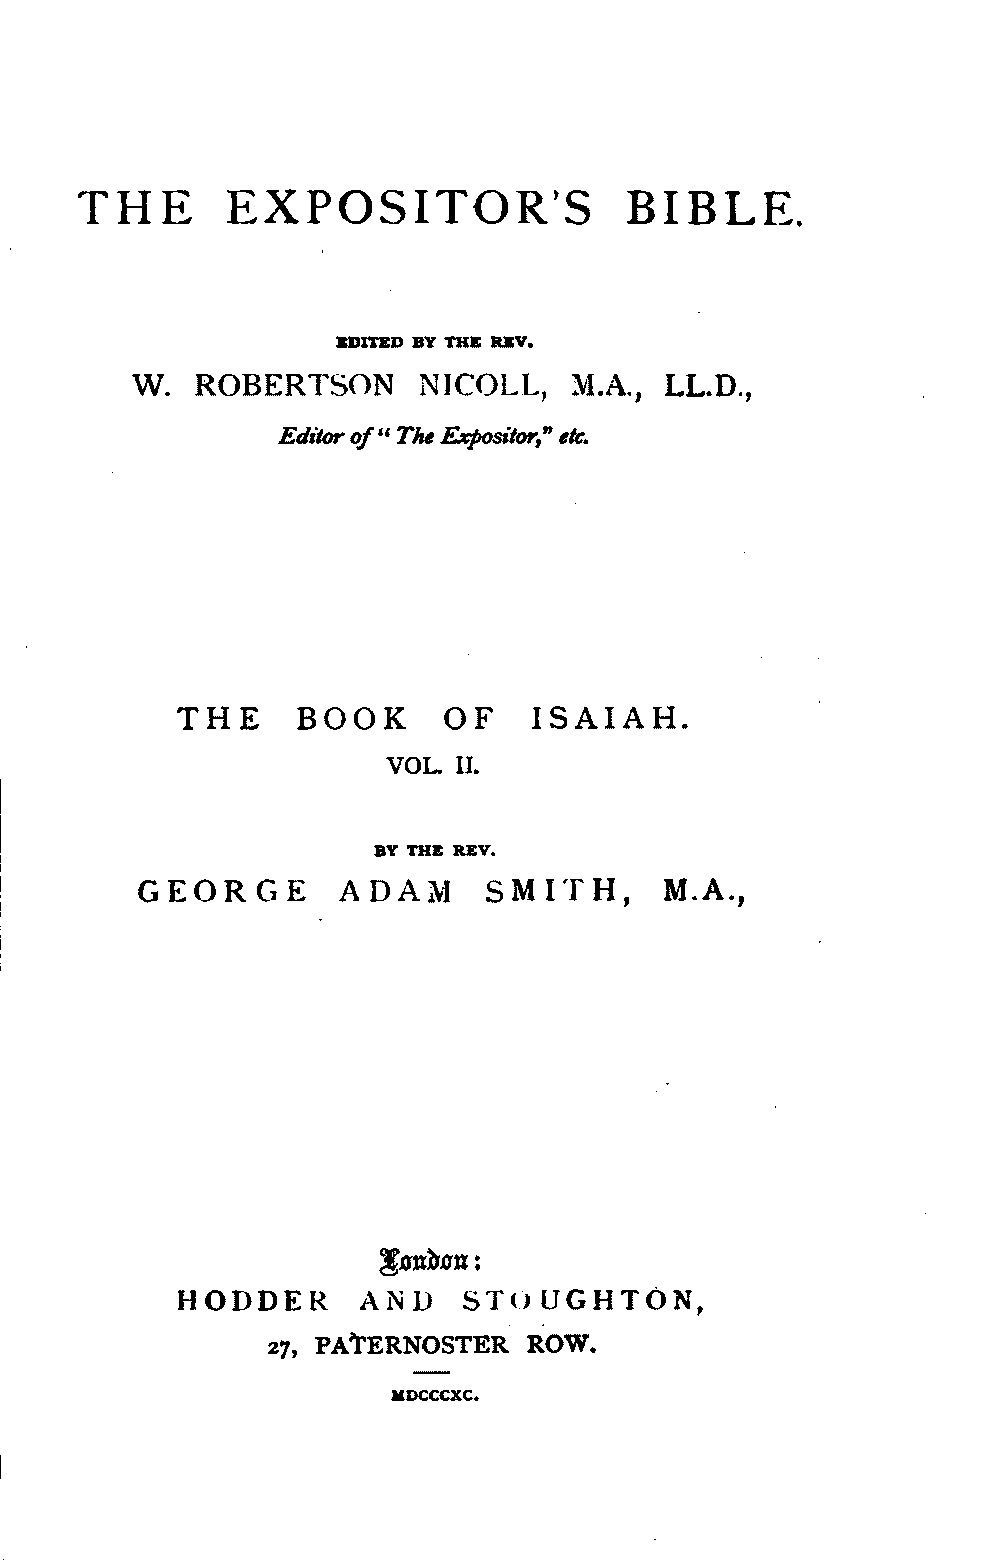 THE EXPOSITOR'S BIBLE.
EDITED BY THE REV.
W. ROBERTSON NICOLL, M.A., LL.D.,
Editor of "The Expositor," etc.
THE BOOK OF ISAIAH.
VOL. II.
BY THE REV.
GEORGE ADAM SMITH, M.A.,
London:
HODDER AND STOUGHTON,
27, PATERNOSTER ROW.
MDCCCXC.